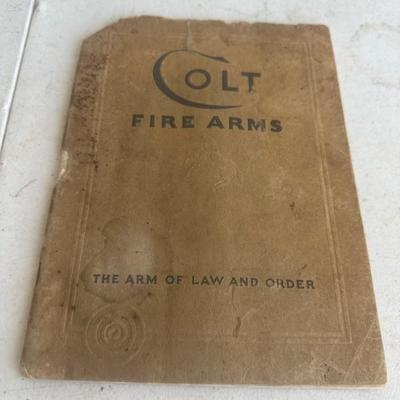 COLT
FIRE ARMS
THE ARM OF LAW AND ORDER